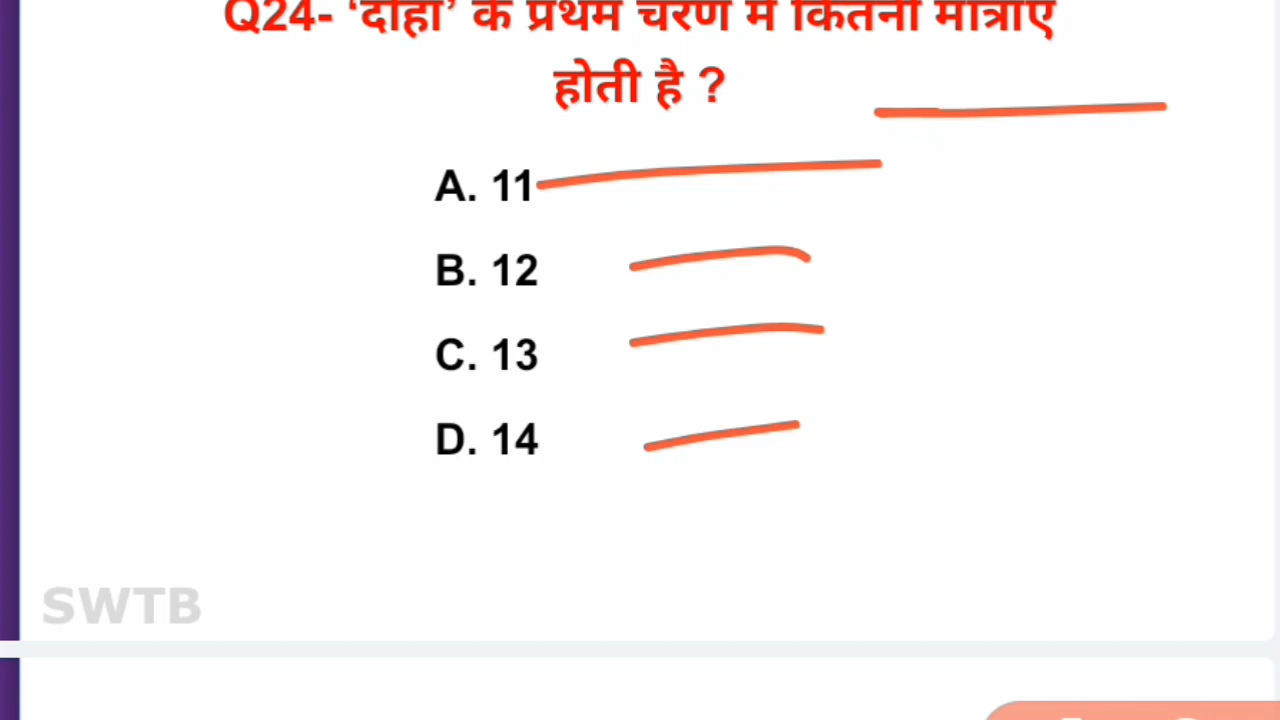 Q24- ‘दोहा’ के प्रथम चरण में कितनी मात्राएँ
होती है ?
A. 11
B. 12
C. 13
D. 14
SWTB